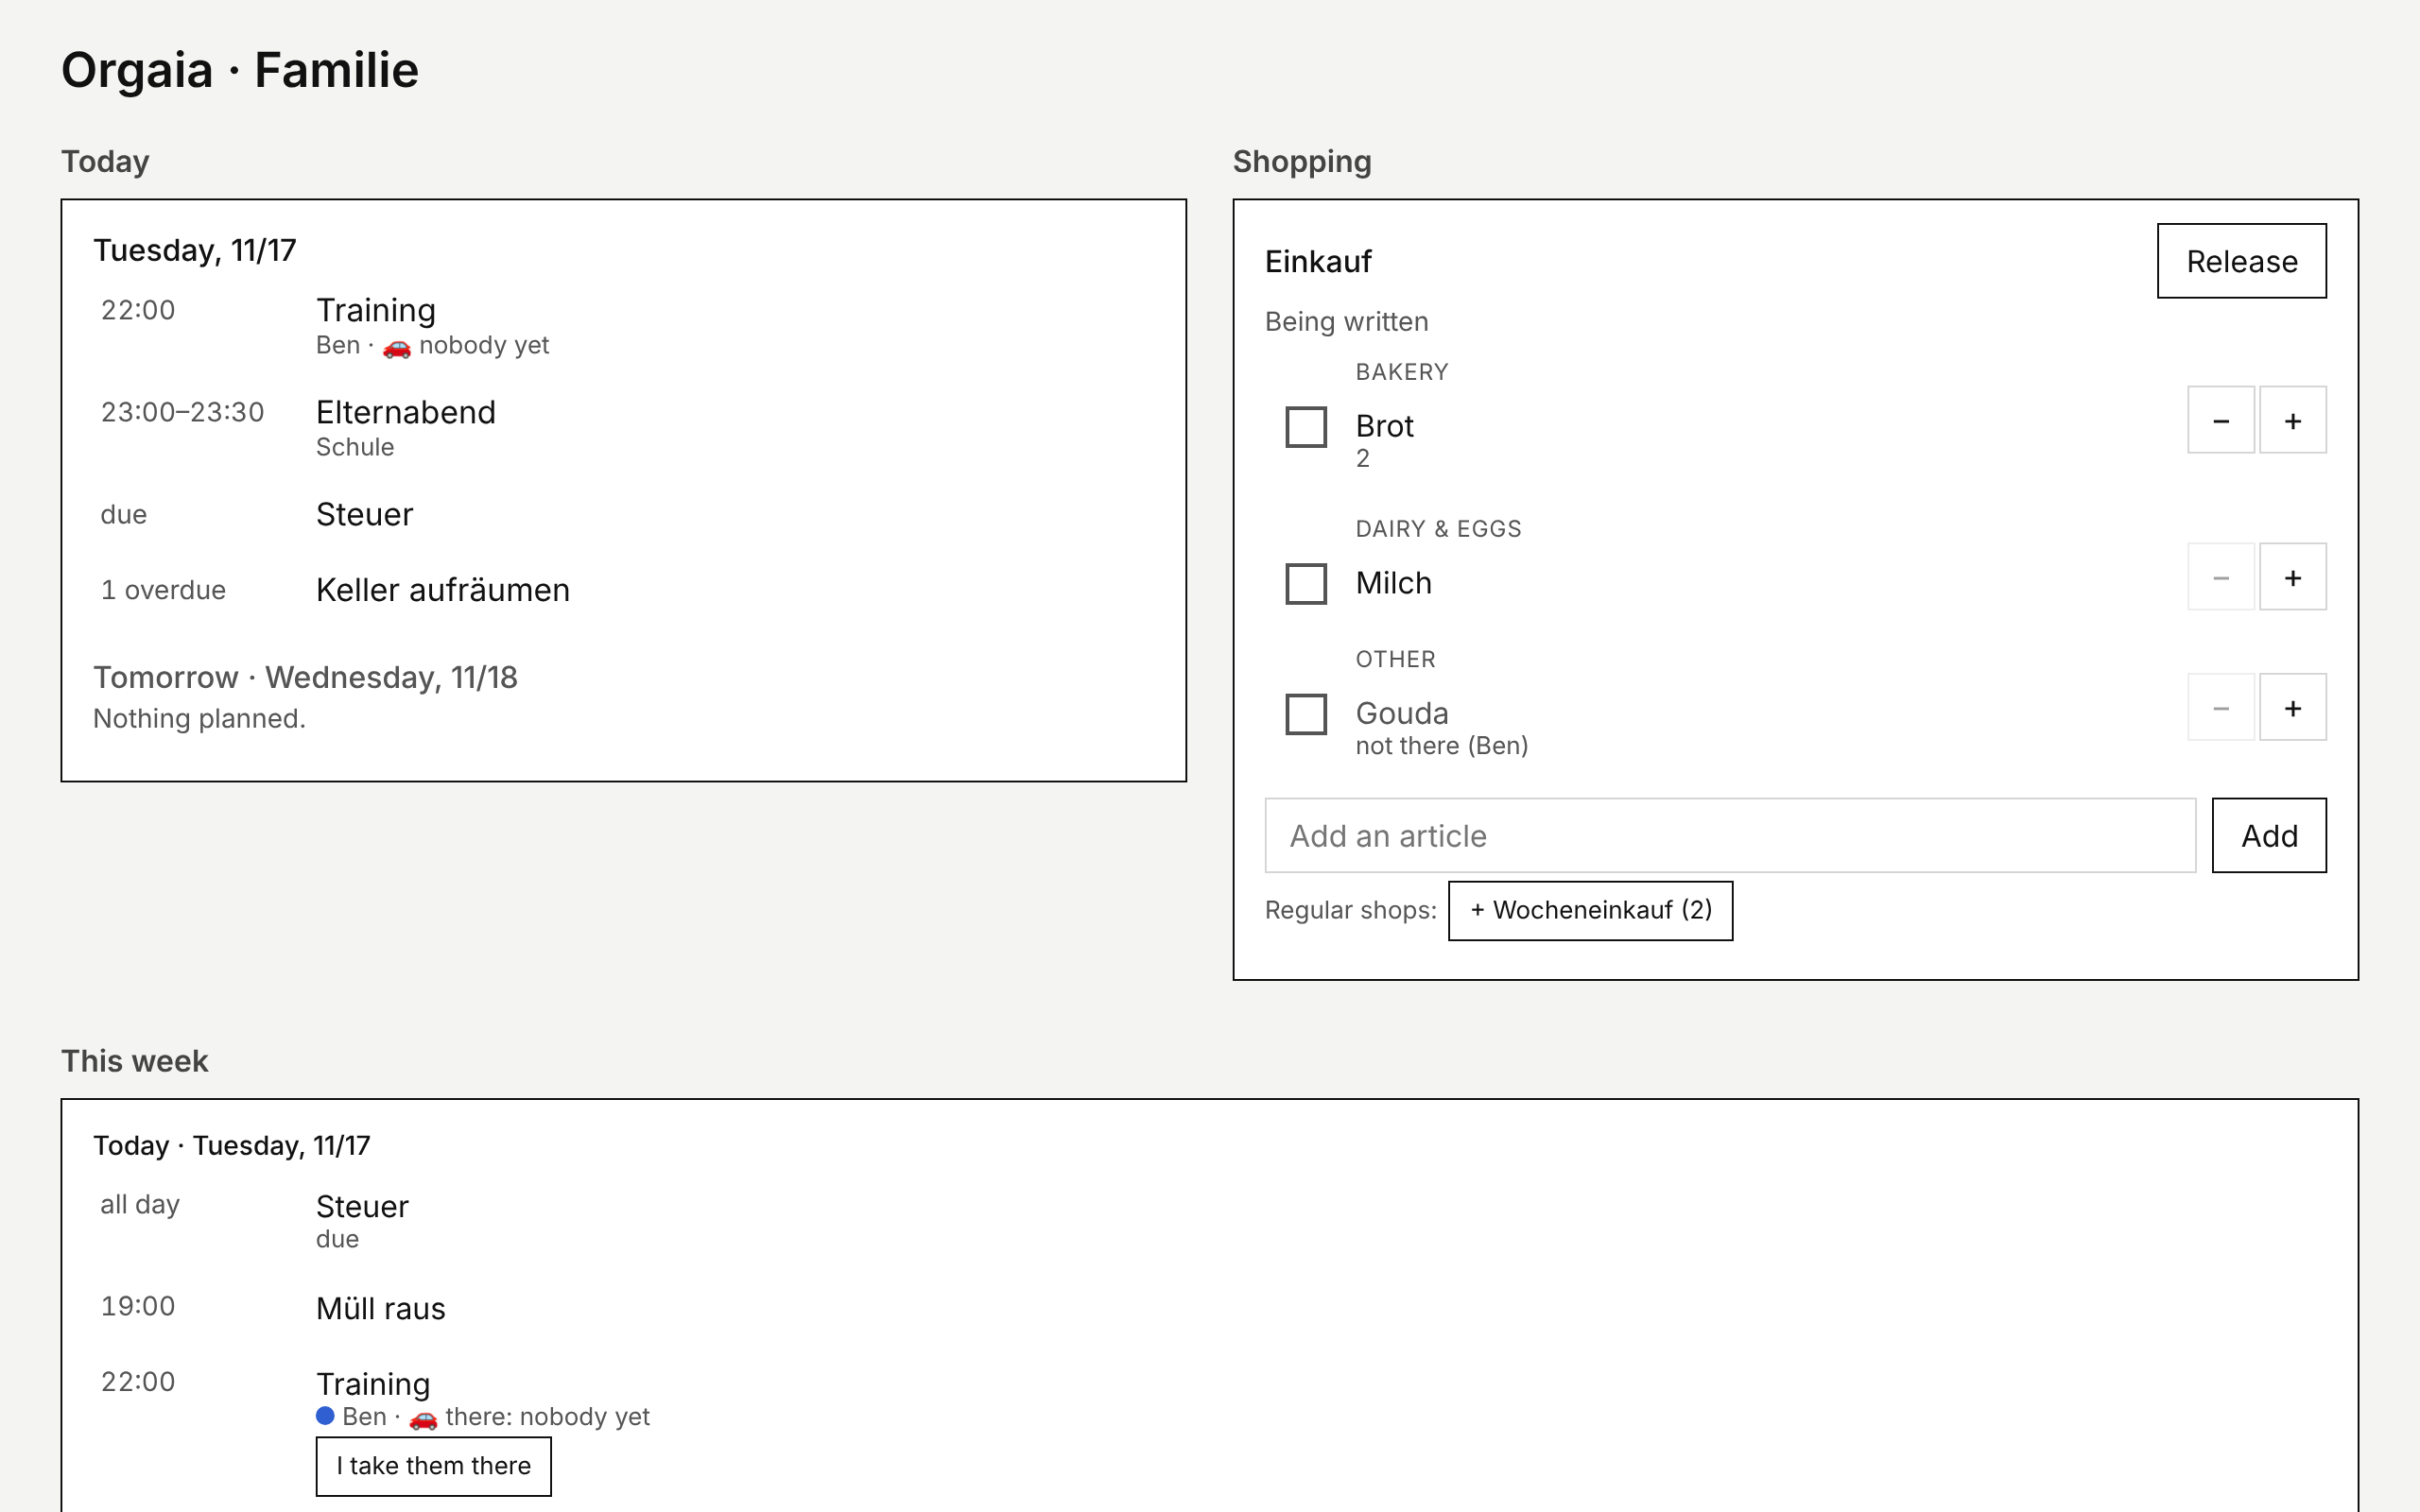 Orgaia · Familie
Today
Tuesday, 11/17
22:00 Training
Ben · 🚗 nobody yet
23:00–23:30 Elternabend
Schule
due Steuer
1 overdue Keller aufräumen
Tomorrow · Wednesday, 11/18
Nothing planned.
Shopping
Einkauf Release
Being written
BAKERY
Brot − +
2
DAIRY & EGGS
Milch − +
OTHER
Gouda − +
not there (Ben)
Add an article Add
Regular shops: + Wocheneinkauf (2)
This week
Today · Tuesday, 11/17
all day Steuer
due
19:00 Müll raus
22:00 Training
Ben · 🚗 there: nobody yet
I take them there